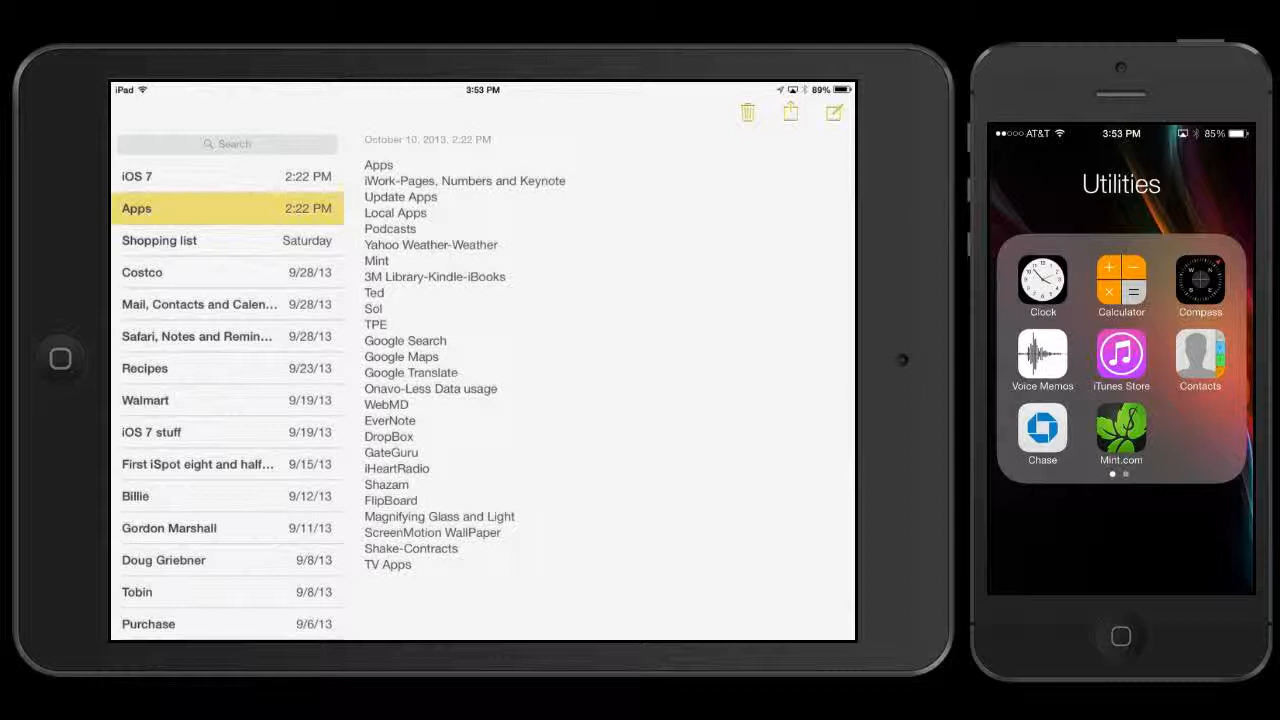 iPad
3:53 PM
89%
Search
October 10, 2013, 2:22 PM
iOS 7 2:22 PM
Apps 2:22 PM
Shopping list Saturday
Costco 9/28/13
Mail, Contacts and Calen... 9/28/13
Safari, Notes and Remin... 9/28/13
Recipes 9/23/13
Walmart 9/19/13
iOS 7 stuff 9/19/13
First iSpot eight and half... 9/15/13
Billie 9/12/13
Gordon Marshall 9/11/13
Doug Griebner 9/8/13
Tobin 9/8/13
Purchase 9/6/13
Apps
iWork-Pages, Numbers and Keynote
Update Apps
Local Apps
Podcasts
Yahoo Weather-Weather
Mint
3M Library-Kindle-iBooks
Ted
Sol
TPE
Google Search
Google Maps
Google Translate
Onavo-Less Data usage
WebMD
EverNote
DropBox
GateGuru
iHeartRadio
Shazam
FlipBoard
Magnifying Glass and Light
ScreenMotion WallPaper
Shake-Contracts
TV Apps
AT&T
3:53 PM
85%
Utilities
Clock Calculator Compass
Voice Memos iTunes Store Contacts
Chase Mint.com